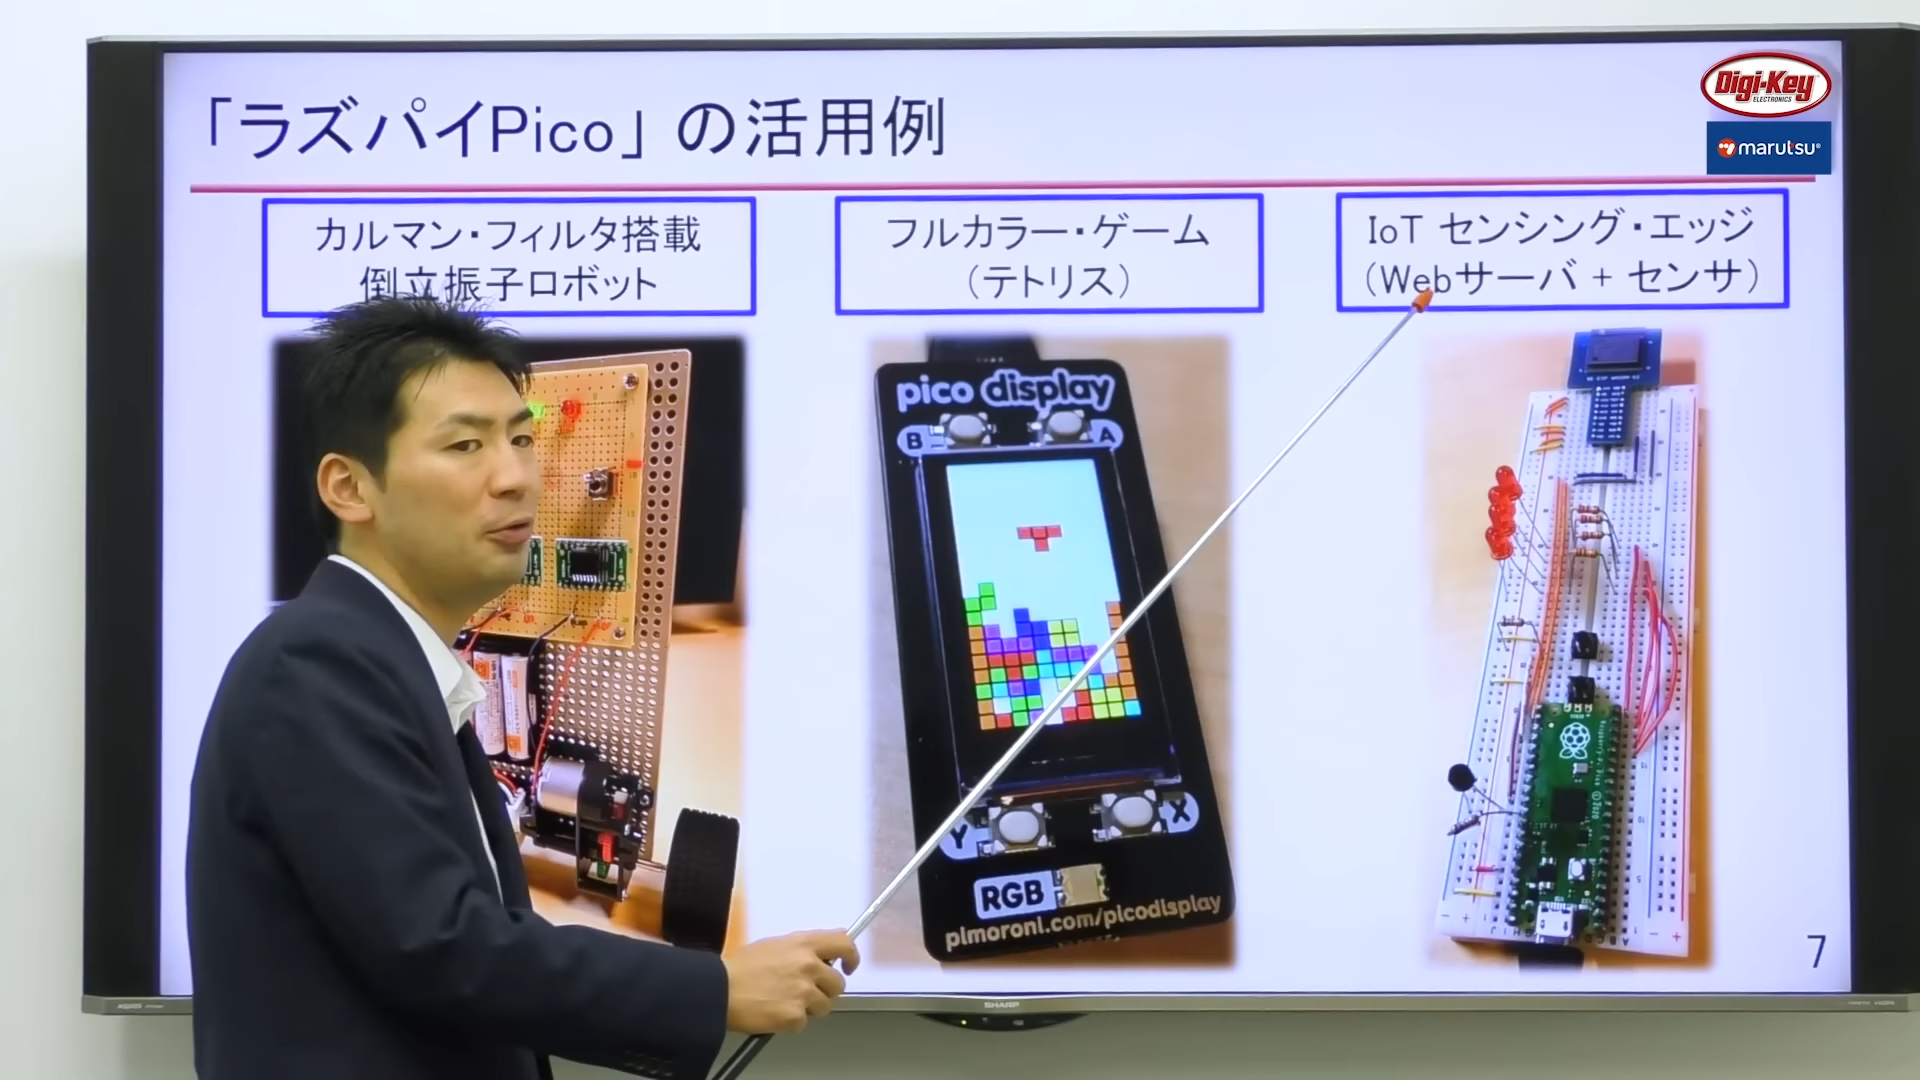 「ラズパイPico」の活用例
Digi-Key
ELECTRONICS
marutsu
カルマン・フィルタ搭載
倒立振子ロボット
フルカラー・ゲーム
（テトリス）
IoT センシング・エッジ
（Webサーバ + センサ）
pico display
B
A
Y
X
RGB
pimoroni.com/picodisplay
7
SHARP